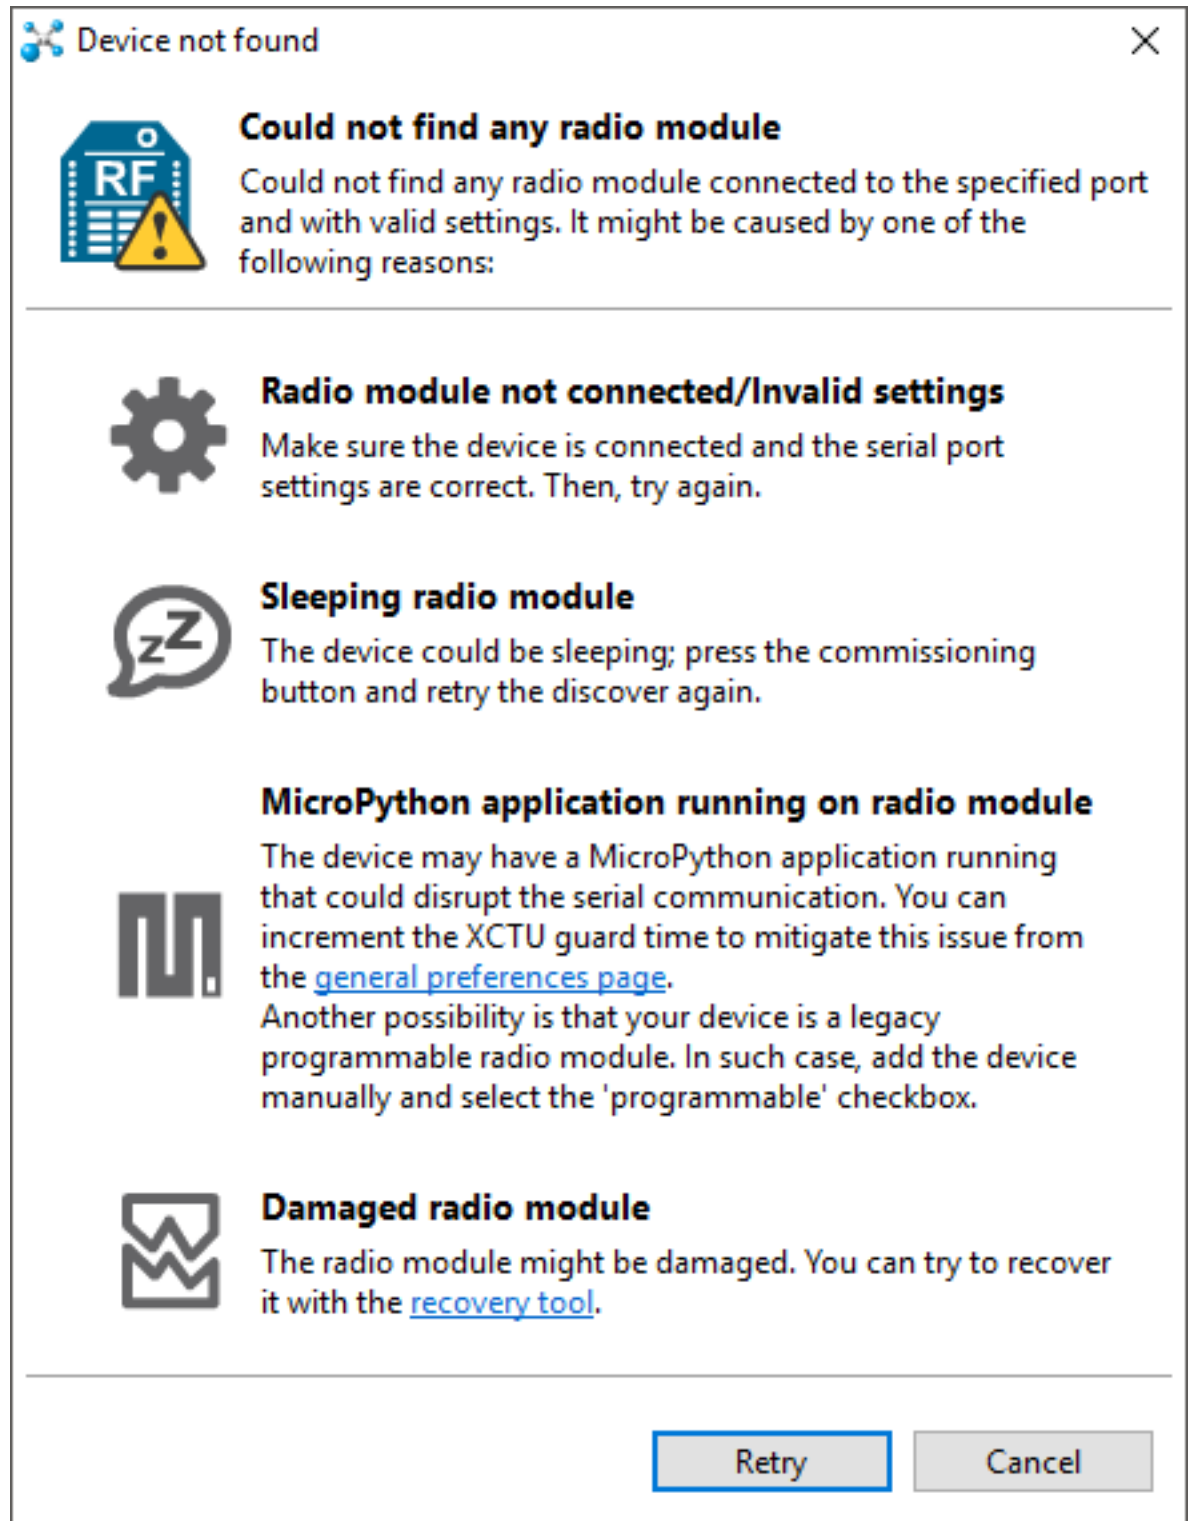 Device not found
Could not find any radio module
RF
Could not find any radio module connected to the specified port
and with valid settings. It might be caused by one of the
following reasons:
Radio module not connected/Invalid settings
Make sure the device is connected and the serial port
settings are correct. Then, try again.
Sleeping radio module
zZ
The device could be sleeping; press the commissioning
button and retry the discover again.
MicroPython application running on radio module
The device may have a MicroPython application running
that could disrupt the serial communication. You can
increment the XCTU guard time to mitigate this issue from
the general preferences page.
Another possibility is that your device is a legacy
programmable radio module. In such case, add the device
manually and select the 'programmable' checkbox.
Damaged radio module
The radio module might be damaged. You can try to recover
it with the recovery tool.
Retry
Cancel